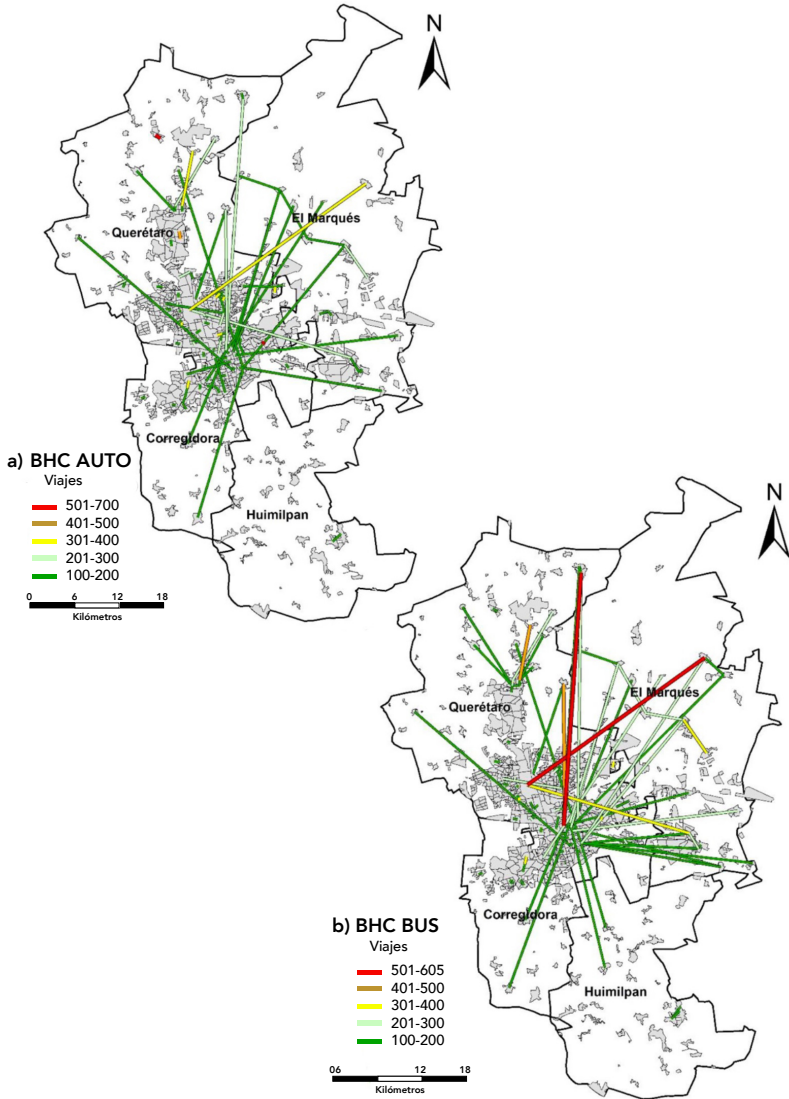 N
El Marqués
Querétaro
Corregidora
Huimilpan
a) BHC AUTO
Viajes
501-700
401-500
301-400
201-300
100-200
0 6 12 18
Kilómetros
N
El Marqués
Querétaro
Corregidora
Huimilpan
b) BHC BUS
Viajes
501-605
401-500
301-400
201-300
100-200
06 12 18
Kilómetros